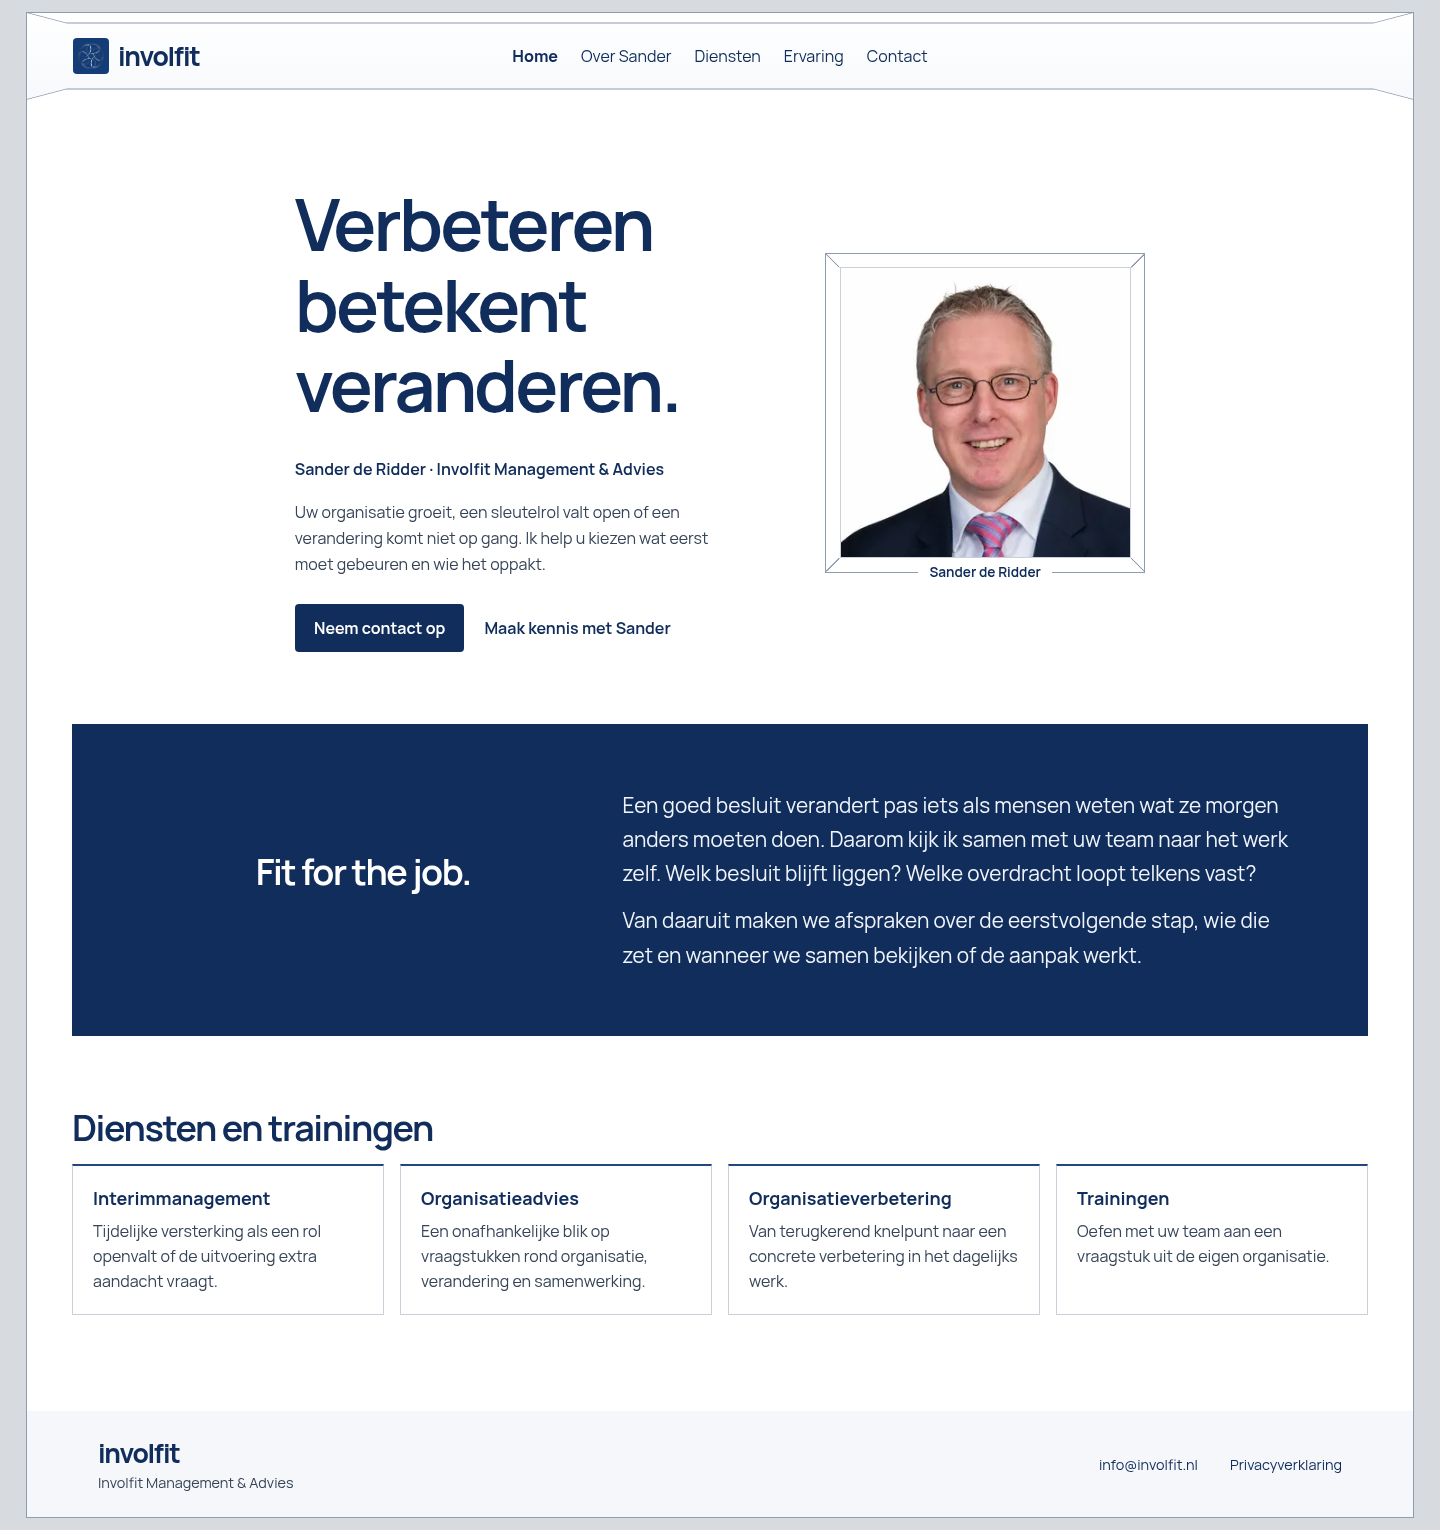 involfit
Home Over Sander Diensten Ervaring Contact
Verbeteren
betekent
veranderen.
Sander de Ridder · Involfit Management & Advies
Uw organisatie groeit, een sleutelrol valt open of een
verandering komt niet op gang. Ik help u kiezen wat eerst
moet gebeuren en wie het oppakt.
Neem contact op
Maak kennis met Sander
Sander de Ridder
Fit for the job.
Een goed besluit verandert pas iets als mensen weten wat ze morgen
anders moeten doen. Daarom kijk ik samen met uw team naar het werk
zelf. Welk besluit blijft liggen? Welke overdracht loopt telkens vast?
Van daaruit maken we afspraken over de eerstvolgende stap, wie die
zet en wanneer we samen bekijken of de aanpak werkt.
Diensten en trainingen
Interimmanagement
Tijdelijke versterking als een rol
openvalt of de uitvoering extra
aandacht vraagt.
Organisatieadvies
Een onafhankelijke blik op
vraagstukken rond organisatie,
verandering en samenwerking.
Organisatieverbetering
Van terugkerend knelpunt naar een
concrete verbetering in het dagelijks
werk.
Trainingen
Oefen met uw team aan een
vraagstuk uit de eigen organisatie.
involfit
Involfit Management & Advies
info@involfit.nl
Privacyverklaring